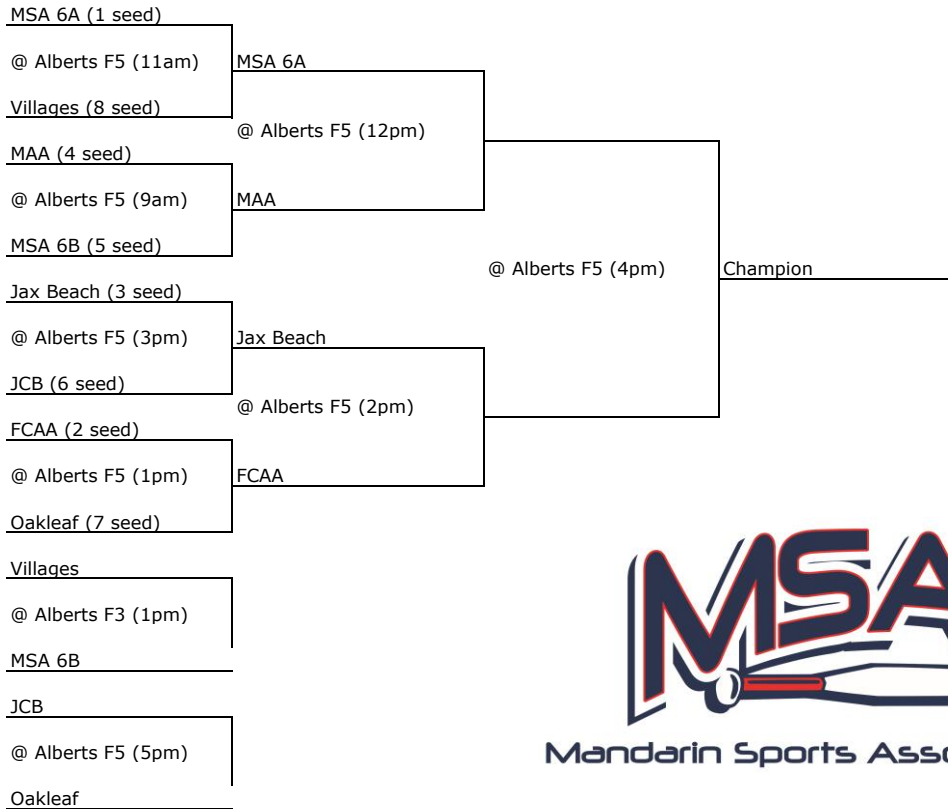 MSA 6A (1 seed)
@ Alberts F5 (11am)
MSA 6A
Villages (8 seed)
@ Alberts F5 (12pm)
MAA (4 seed)
@ Alberts F5 (9am)
MAA
MSA 6B (5 seed)
@ Alberts F5 (4pm)
Champion
Jax Beach (3 seed)
@ Alberts F5 (3pm)
Jax Beach
JCB (6 seed)
@ Alberts F5 (2pm)
FCAA (2 seed)
@ Alberts F5 (1pm)
FCAA
Oakleaf (7 seed)
Villages
@ Alberts F3 (1pm)
MSA 6B
JCB
@ Alberts F5 (5pm)
Oakleaf
MSA
Mandarin Sports